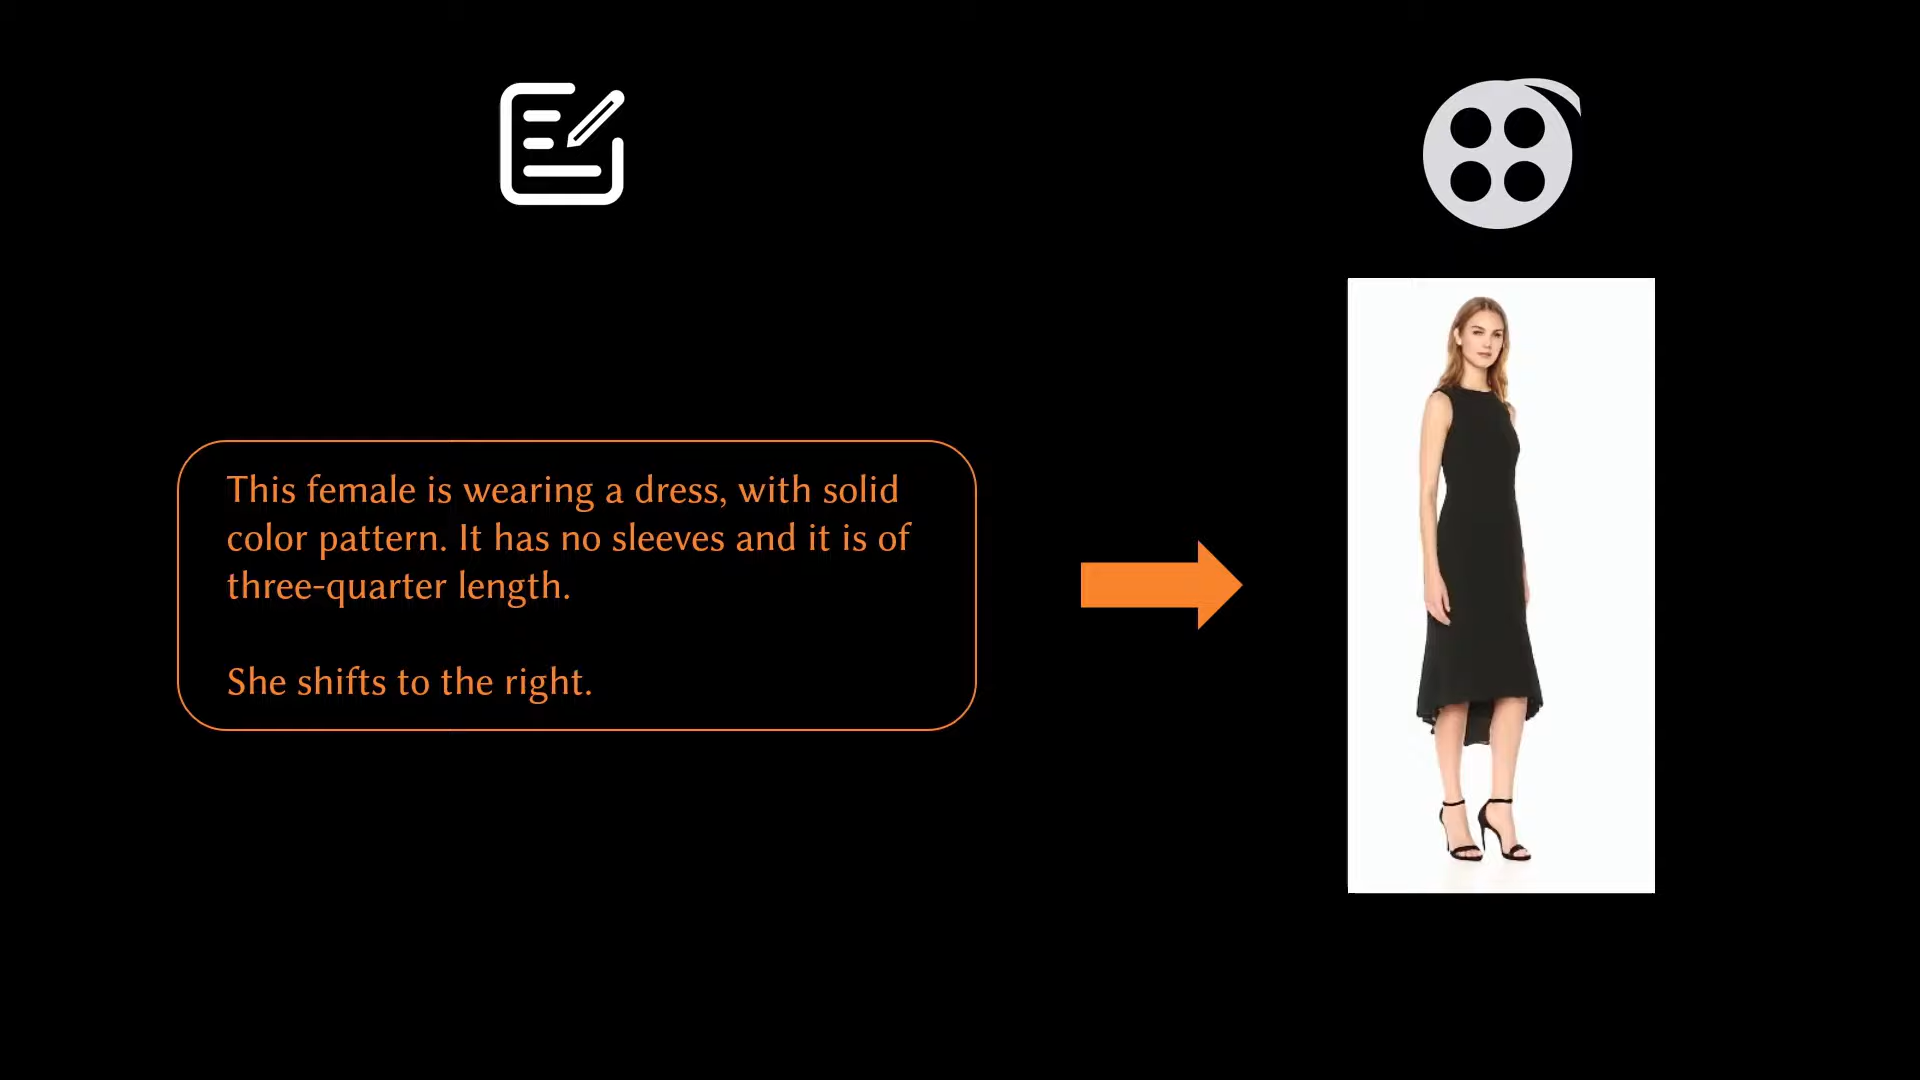 This female is wearing a dress, with solid
color pattern. It has no sleeves and it is of
three-quarter length.
She shifts to the right.